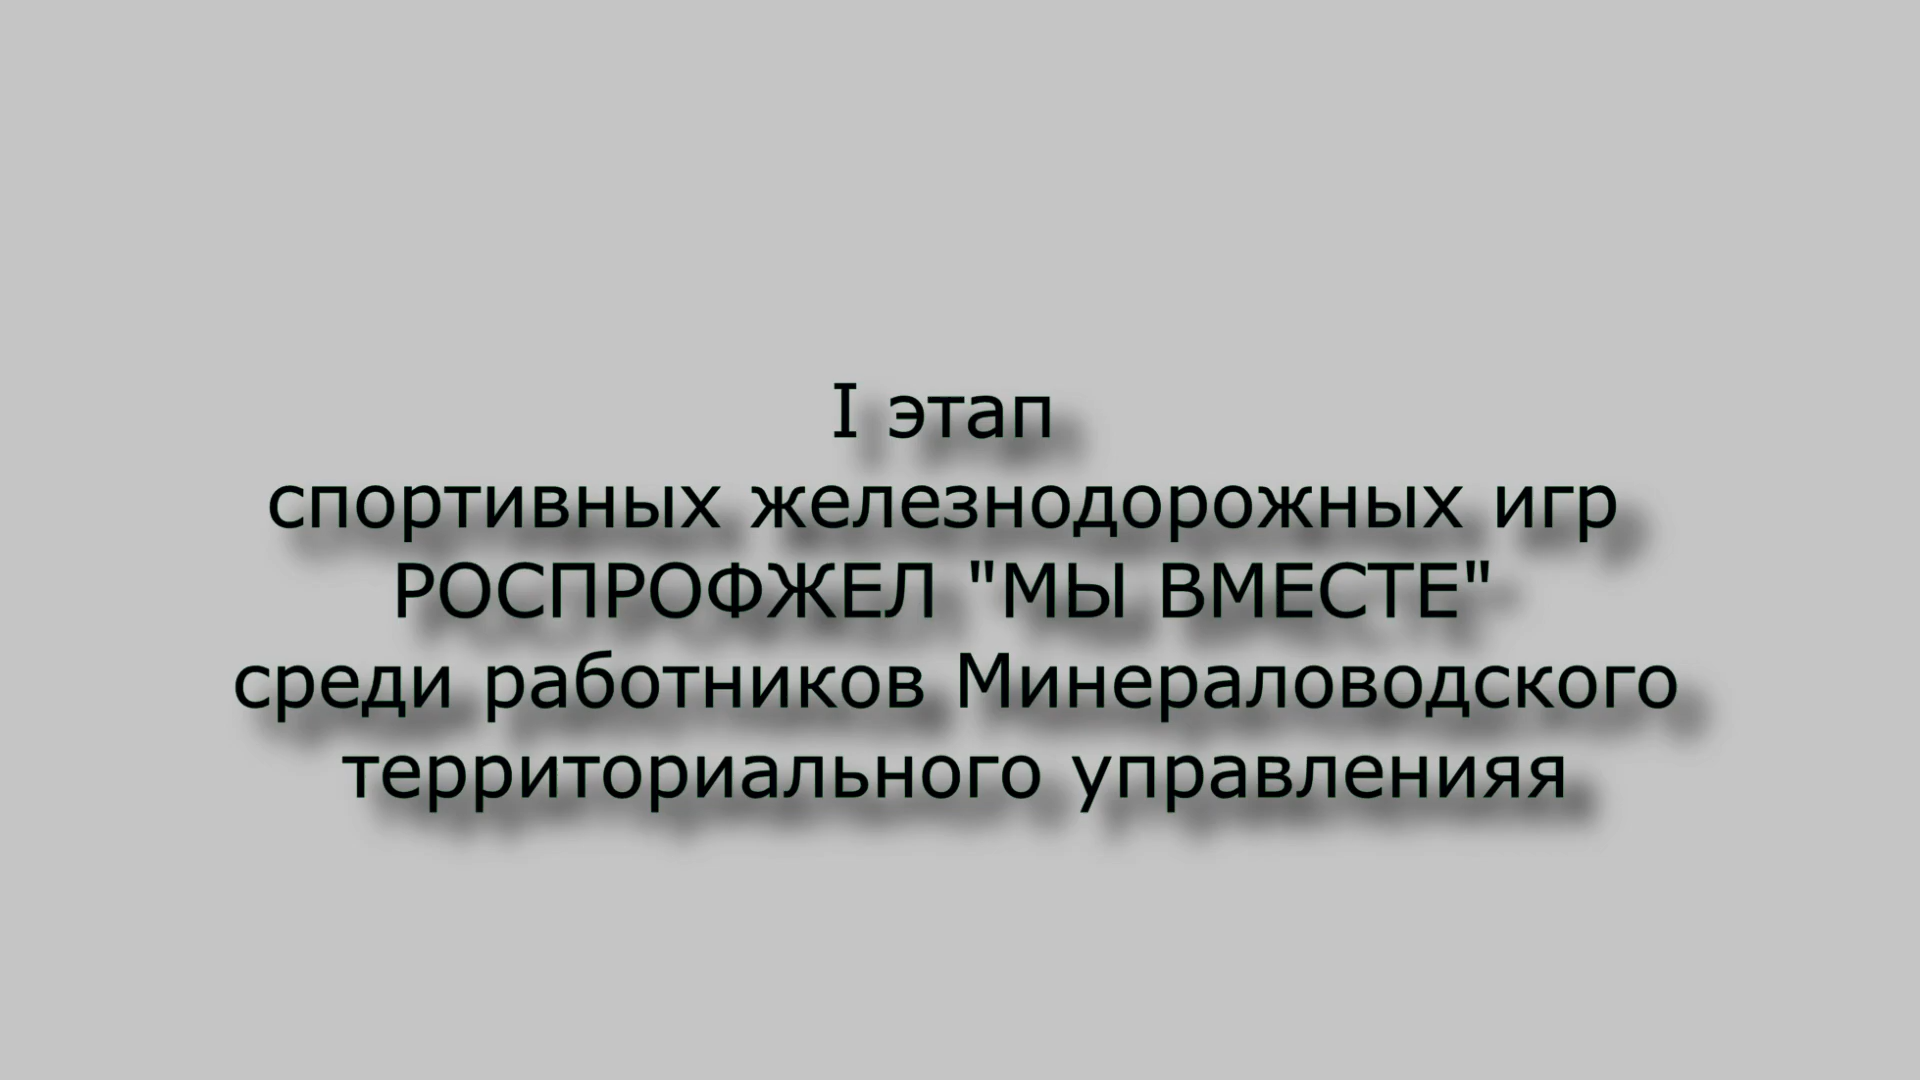 I этап
спортивных железнодорожных игр
РОСПРОФЖЕЛ "МЫ ВМЕСТЕ"
среди работников Минераловодского
территориального управленияя